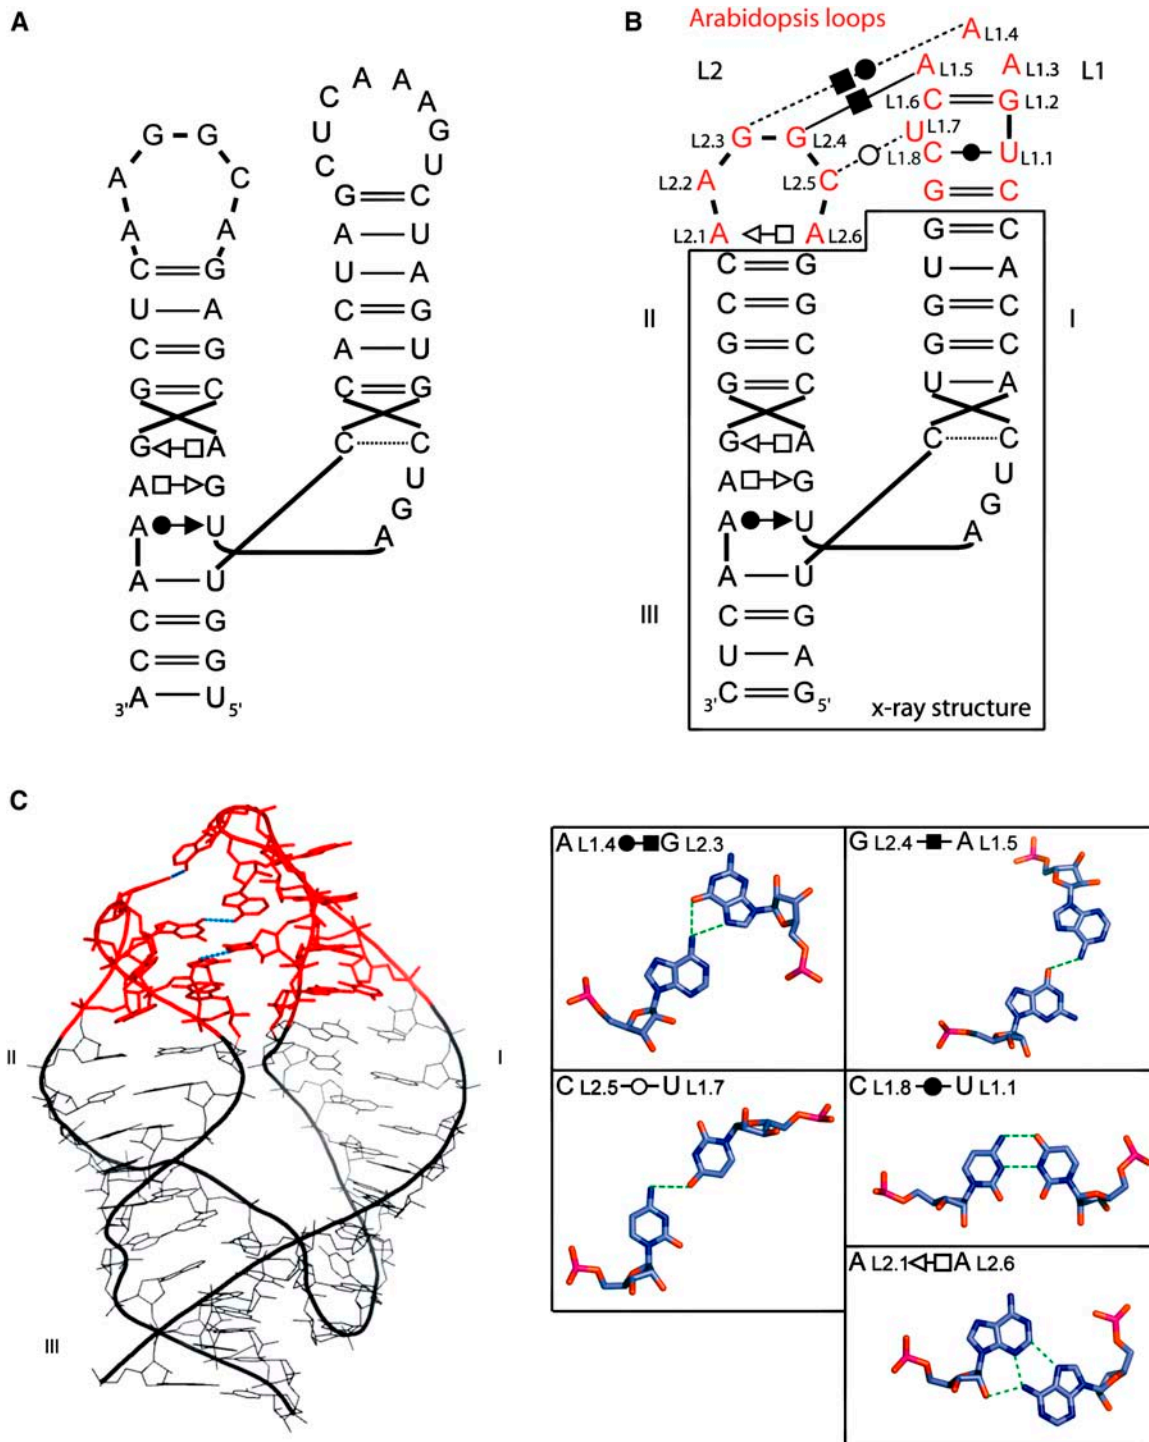 A
A A A
C G
U U
C
G C
A U
U A
C G
A U
C G
C C
U
G
A
G G
A C
A A
C G
U A
C G
G C
G A
A G
A U
A U
C G
C G
3'A U5'
B
Arabidopsis loops
L2
L1
A L1.4
A L1.5
A L1.3
L1.6 C G L1.2
U L1.7
L1.8 C U L1.1
G C
L2.3 G G L2.4
L2.2 A L2.5 C
L2.1 A A L2.6
C G
C G
G C
G C
G A
A G
A U
A U
C G
U A
3'C G5'
G C
U A
G C
G C
U A
C C
U
G
A
II
I
III
x-ray structure
C
II
I
III
A L1.4 G L2.3
G L2.4 A L1.5
C L2.5 U L1.7
C L1.8 U L1.1
A L2.1 A L2.6